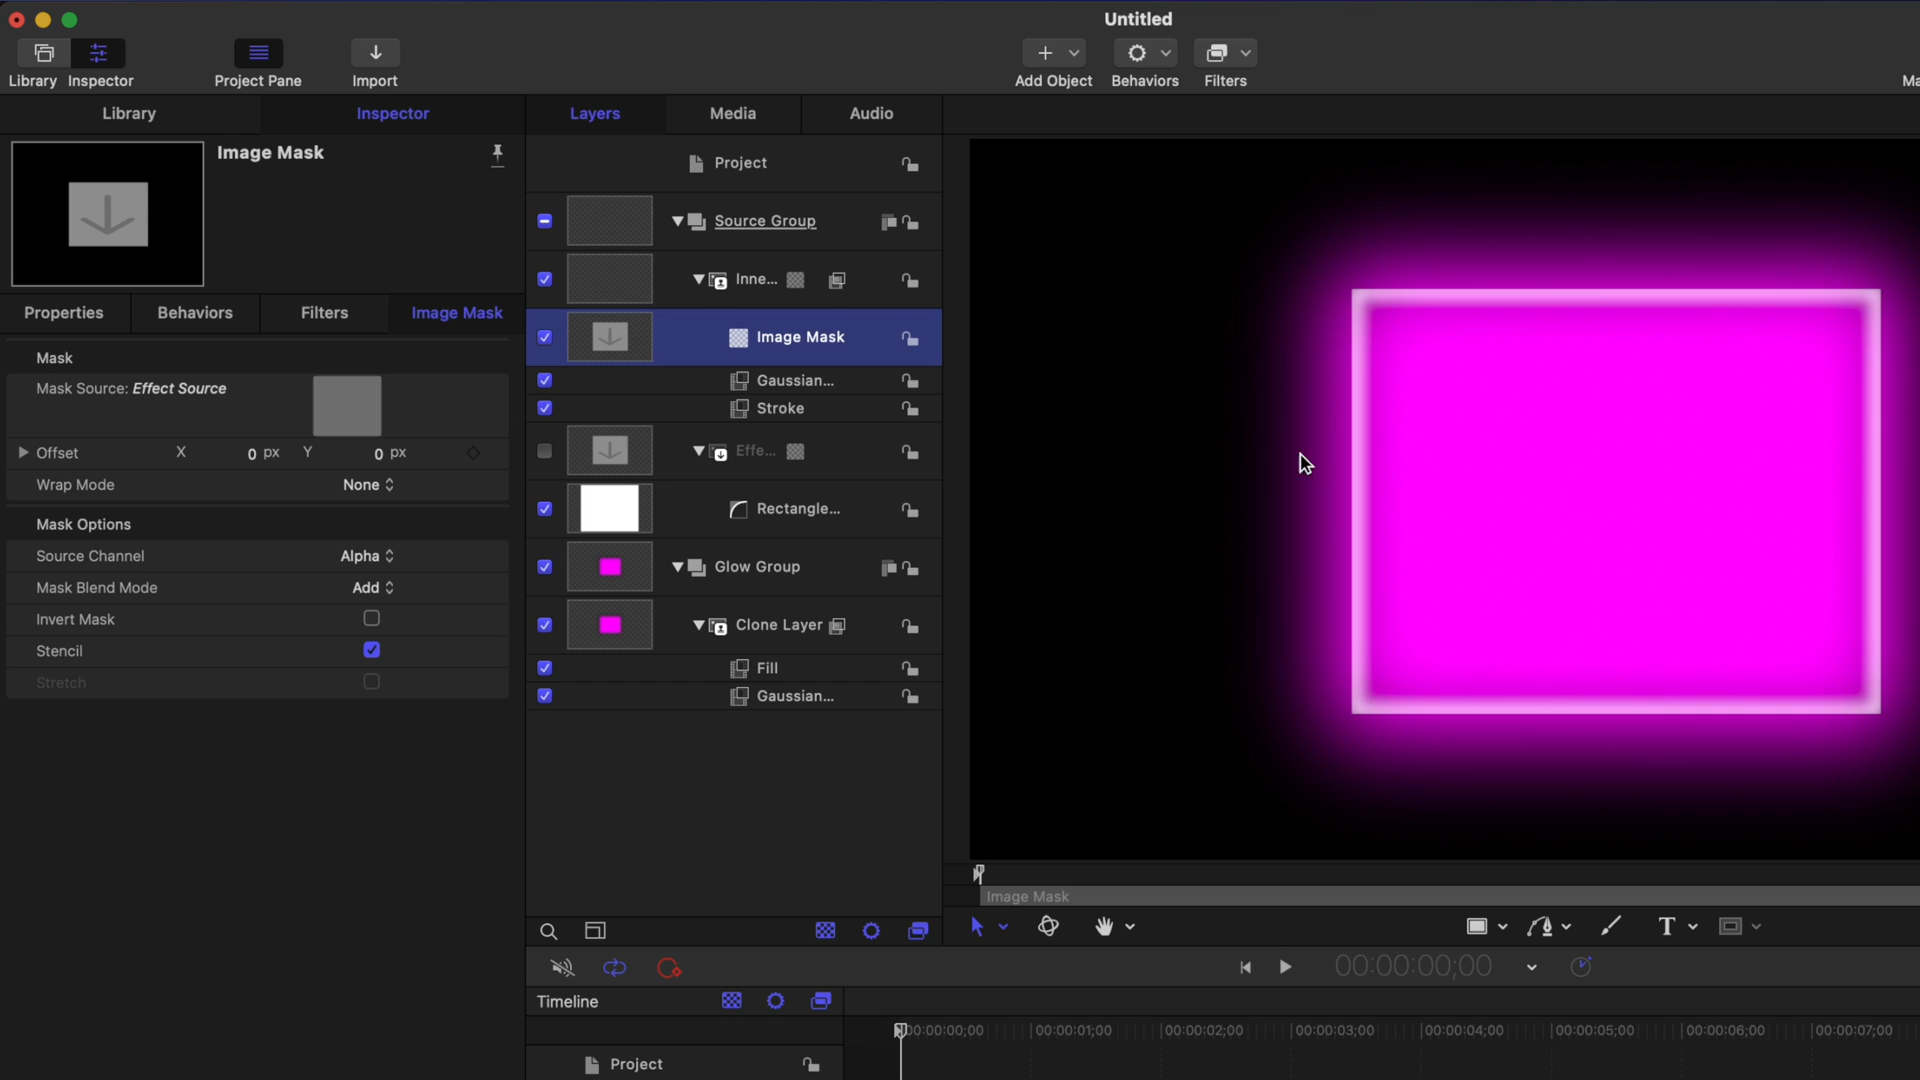 Untitled
Library Inspector Project Pane Import Add Object Behaviors Filters
Library Inspector Layers Media Audio
Image Mask
Project
Source Group
Inne...
Properties Behaviors Filters Image Mask
Image Mask
Mask
Mask Source: Effect Source
Gaussian...
Stroke
Offset X 0 px Y 0 px
Effe...
Wrap Mode None
Rectangle...
Mask Options
Source Channel Alpha
Glow Group
Mask Blend Mode Add
Invert Mask
Clone Layer
Stencil
Fill
Stretch
Gaussian...
Image Mask
T
00:00:00;00
Timeline
00:00:00;00 00:00:01;00 00:00:02;00 00:00:03;00 00:00:04;00 00:00:05;00 00:00:06;00 00:00:07;00
Project